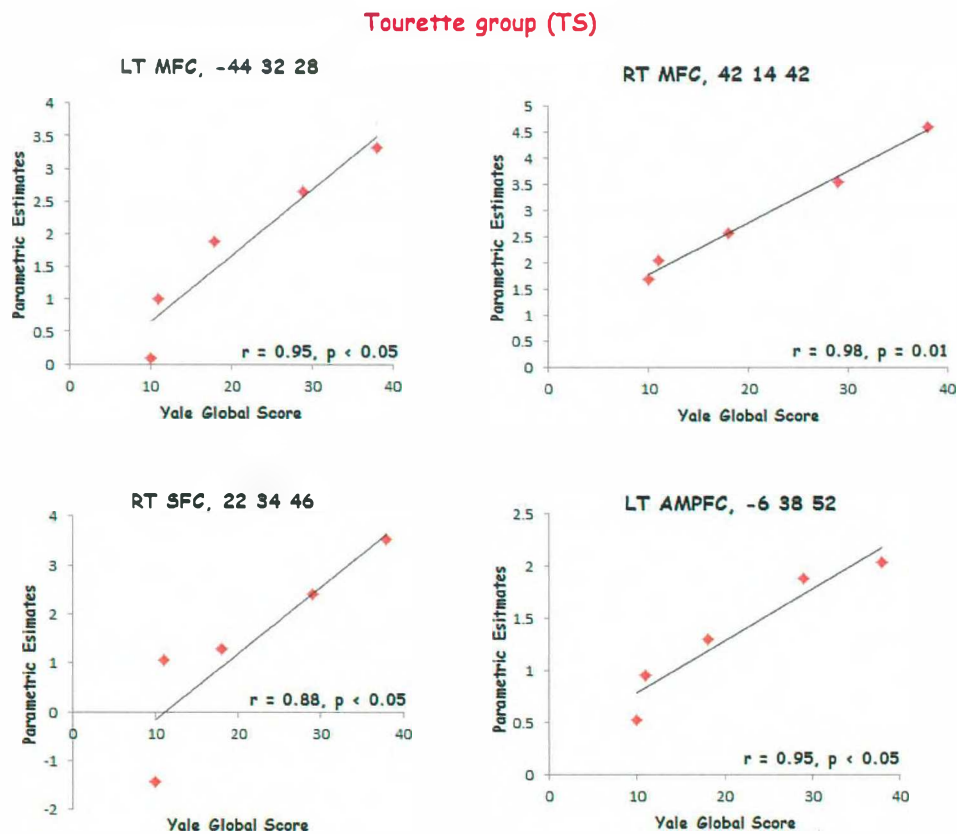 Tourette group (TS)
LT MFC, -44 32 28
4
3.5
3
2.5
2
1.5
1
0.5
0
Parametric Estimates
r = 0.95, p < 0.05
0 10 20 30 40
Yale Global Score
RT MFC, 42 14 42
5
4.5
4
3.5
3
2.5
2
1.5
1
0.5
0
Parametric Estimates
r = 0.98, p = 0.01
0 10 20 30 40
Yale Global Score
RT SFC, 22 34 46
4
3
2
1
0
-1
-2
Parametric Esimates
r = 0.88, p < 0.05
0 10 20 30 40
Yale Global Score
LT AMPFC, -6 38 52
2.5
2
1.5
1
0.5
0
Parametric Esitmates
r = 0.95, p < 0.05
0 10 20 30 40
Yale Global Score